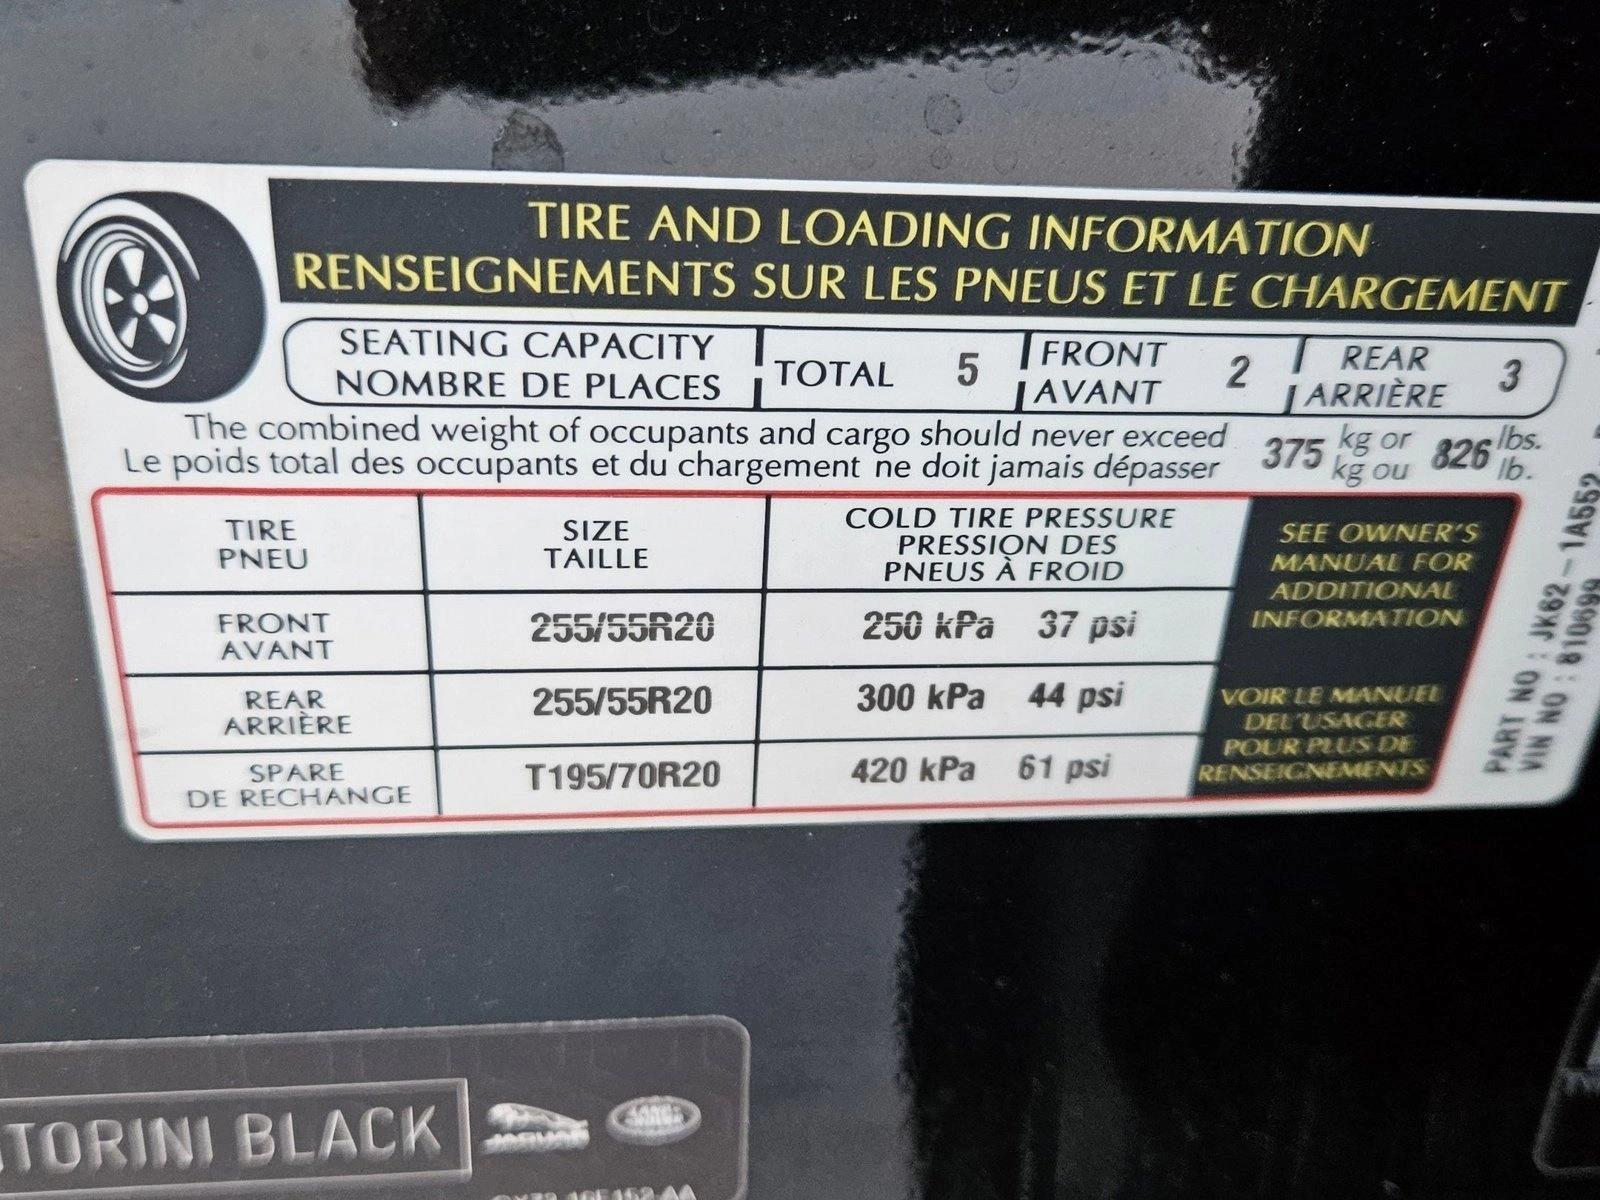 TIRE AND LOADING INFORMATION
RENSEIGNEMENTS SUR LES PNEUS ET LE CHARGEMENT
SEATING CAPACITY
NOMBRE DE PLACES
TOTAL 5
FRONT
AVANT
2
REAR
ARRIÈRE
3
The combined weight of occupants and cargo should never exceed 375 kg or 826 lbs.
Le poids total des occupants et du chargement ne doit jamais dépasser kg ou lb.
TIRE
PNEU
SIZE
TAILLE
COLD TIRE PRESSURE
PRESSION DES
PNEUS À FROID
FRONT
AVANT
255/55R20
250 kPa 37 psi
REAR
ARRIÈRE
255/55R20
300 kPa 44 psi
SPARE
DE RECHANGE
T195/70R20
420 kPa 61 psi
SEE OWNER'S
MANUAL FOR
ADDITIONAL
INFORMATION
VOIR LE MANUEL
DEL'USAGER
POUR PLUS DE
RENSEIGNEMENTS
PART NO : JK62-1A552
VIN NO : 810699
TORINI BLACK
JAGUAR